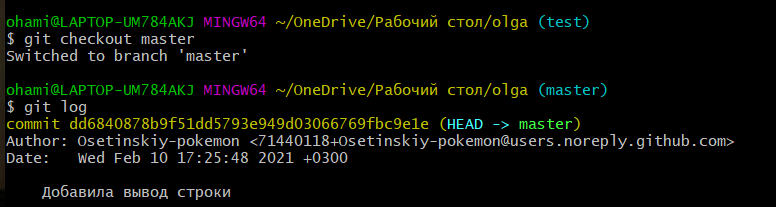 ohami@LAPTOP-UM784AKJ MINGW64 ~/OneDrive/Рабочий стол/olga (test)
$ git checkout master
Switched to branch 'master'
ohami@LAPTOP-UM784AKJ MINGW64 ~/OneDrive/Рабочий стол/olga (master)
$ git log
commit dd6840878b9f51dd5793e949d03066769fbc9e1e (HEAD -> master)
Author: Osetinskiy-pokemon <71440118+Osetinskiy-pokemon@users.noreply.github.com>
Date:   Wed Feb 10 17:25:48 2021 +0300
Добавила вывод строки